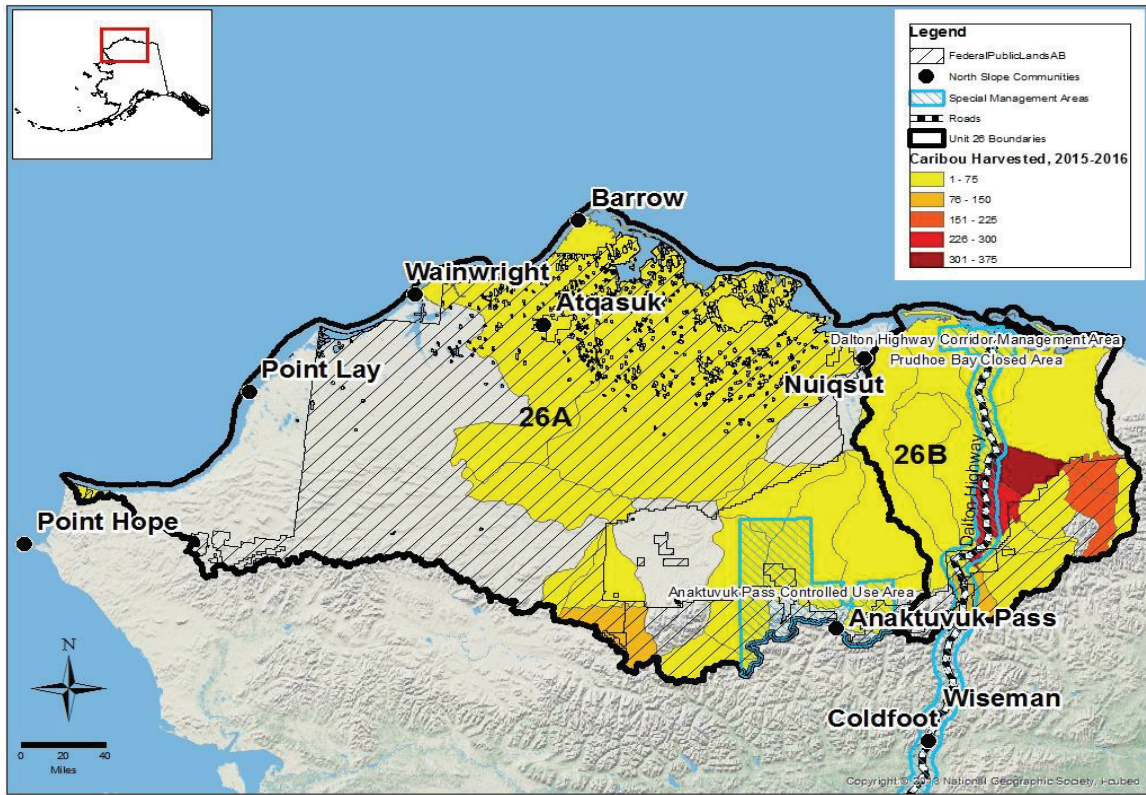 Legend
FederalPublicLandsAB
North Slope Communities
Special Management Areas
Roads
Unit 26 Boundaries
Caribou Harvested, 2015-2016
1 - 75
76 - 150
151 - 225
226 - 300
301 - 375
Barrow
Wainwright
Atqasuk
Dalton Highway Corridor Management Area
Prudhoe Bay Closed Area
Point Lay
Nuiqsut
26A
26B
Dalton Highway
Point Hope
Anaktuvuk Pass Controlled Use Area
Anaktuvuk Pass
N
Wiseman
Coldfoot
0 20 40
Miles
Copyright:© 2013 National Geographic Society, i-cubed